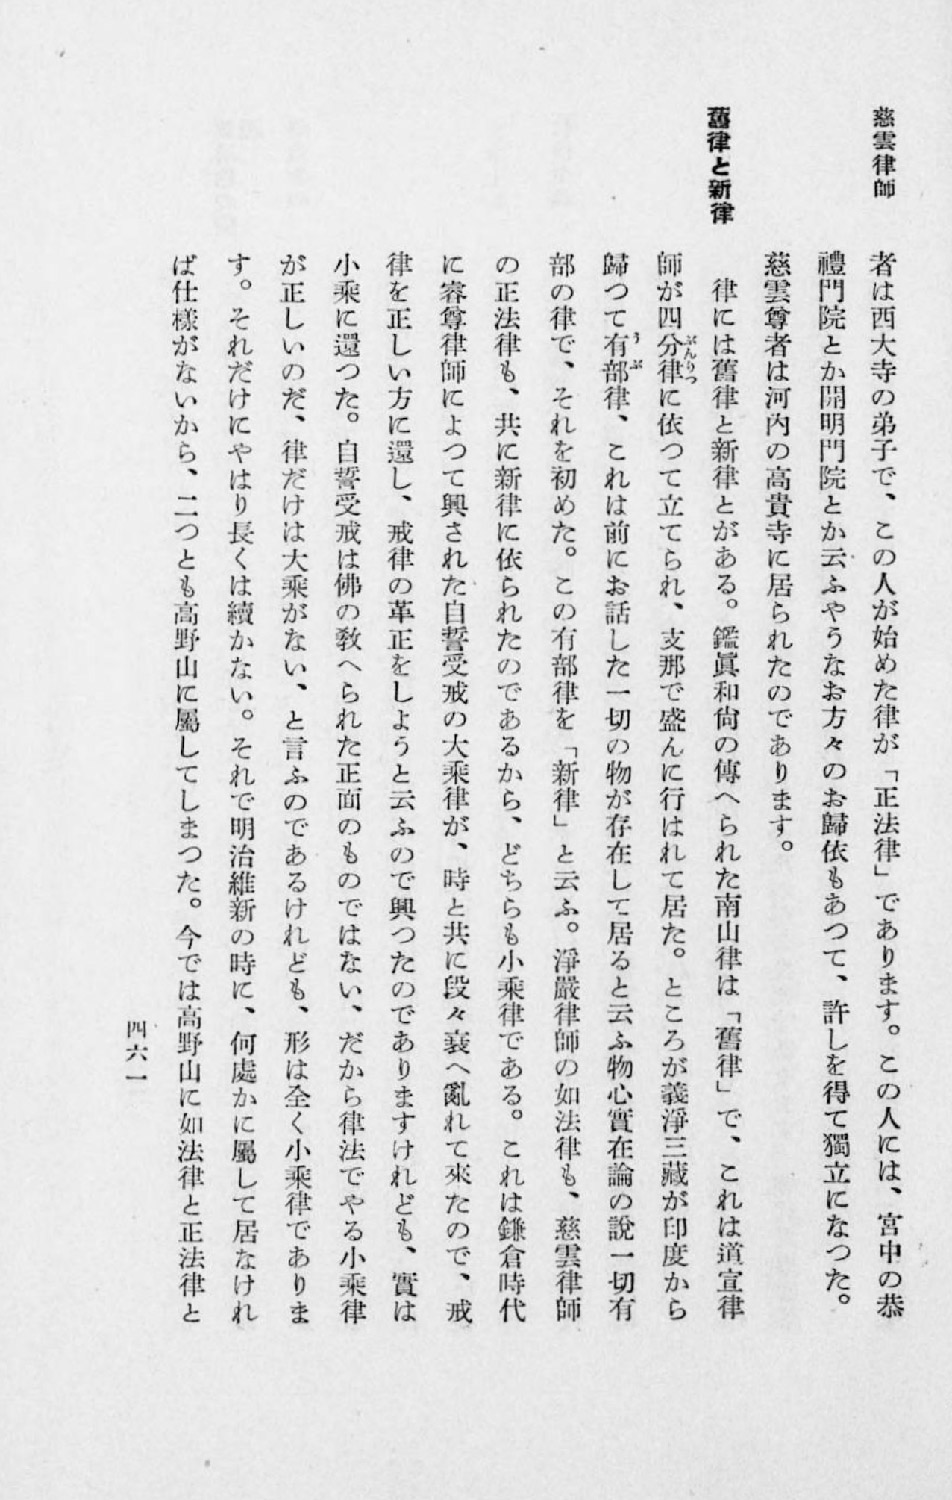 慈雲律師
者は西大寺の弟子で、この人が始めた律が「正法律」であります。この人には、宮中の恭
禮門院とか開明門院とか云ふやうなお方々のお歸依もあつて、許しを得て獨立になつた。
慈雲尊者は河內の高貴寺に居られたのであります。
舊律と新律
律には舊律と新律とがある。鑑眞和尙の傳へられた南山律は「舊律」で、これは道宣律
師が四分律に依つて立てられ、支那で盛んに行はれて居た。ところが義淨三藏が印度から
歸つて有部律、これは前にお話した一切の物が存在して居ると云ふ物心實在論の說一切有
部の律で、それを初めた。この有部律を「新律」と云ふ。淨嚴律師の如法律も、慈雲律師
の正法律も、共に新律に依られたのであるから、どちらも小乘律である。これは鎌倉時代
に睿尊律師によつて興された自誓受戒の大乘律が、時と共に段々衰へ亂れて來たので、戒
律を正しい方に還し、戒律の革正をしようと云ふので興つたのでありますけれども、實は
小乘に還つた。自誓受戒は佛の敎へられた正面のものではない、だから律法でやる小乘律
が正しいのだ、律だけは大乘がない、と言ふのであるけれども、形は全く小乘律でありま
す。それだけにやはり長くは續かない。それで明治維新の時に、何處かに屬して居なけれ
ば仕樣がないから、二つとも高野山に屬してしまつた。今では高野山に如法律と正法律と
四六一